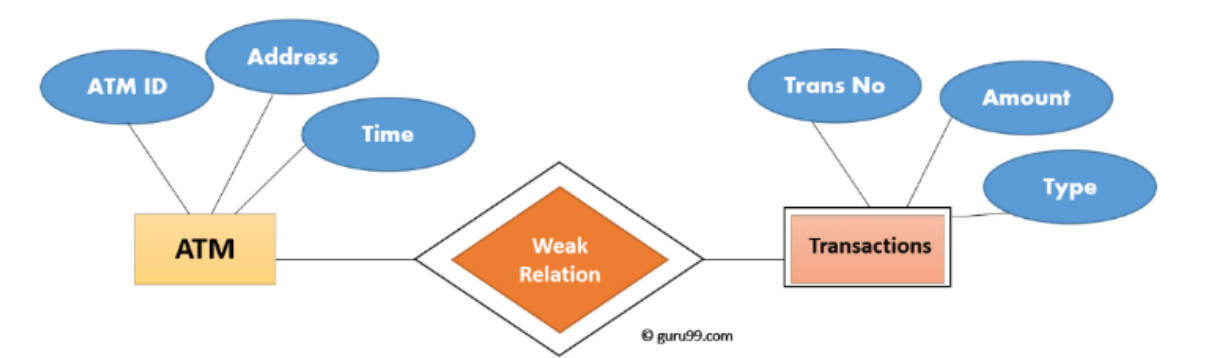 Address
ATM ID
Time
Trans No
Amount
Type
ATM
Weak
Relation
Transactions
© guru99.com